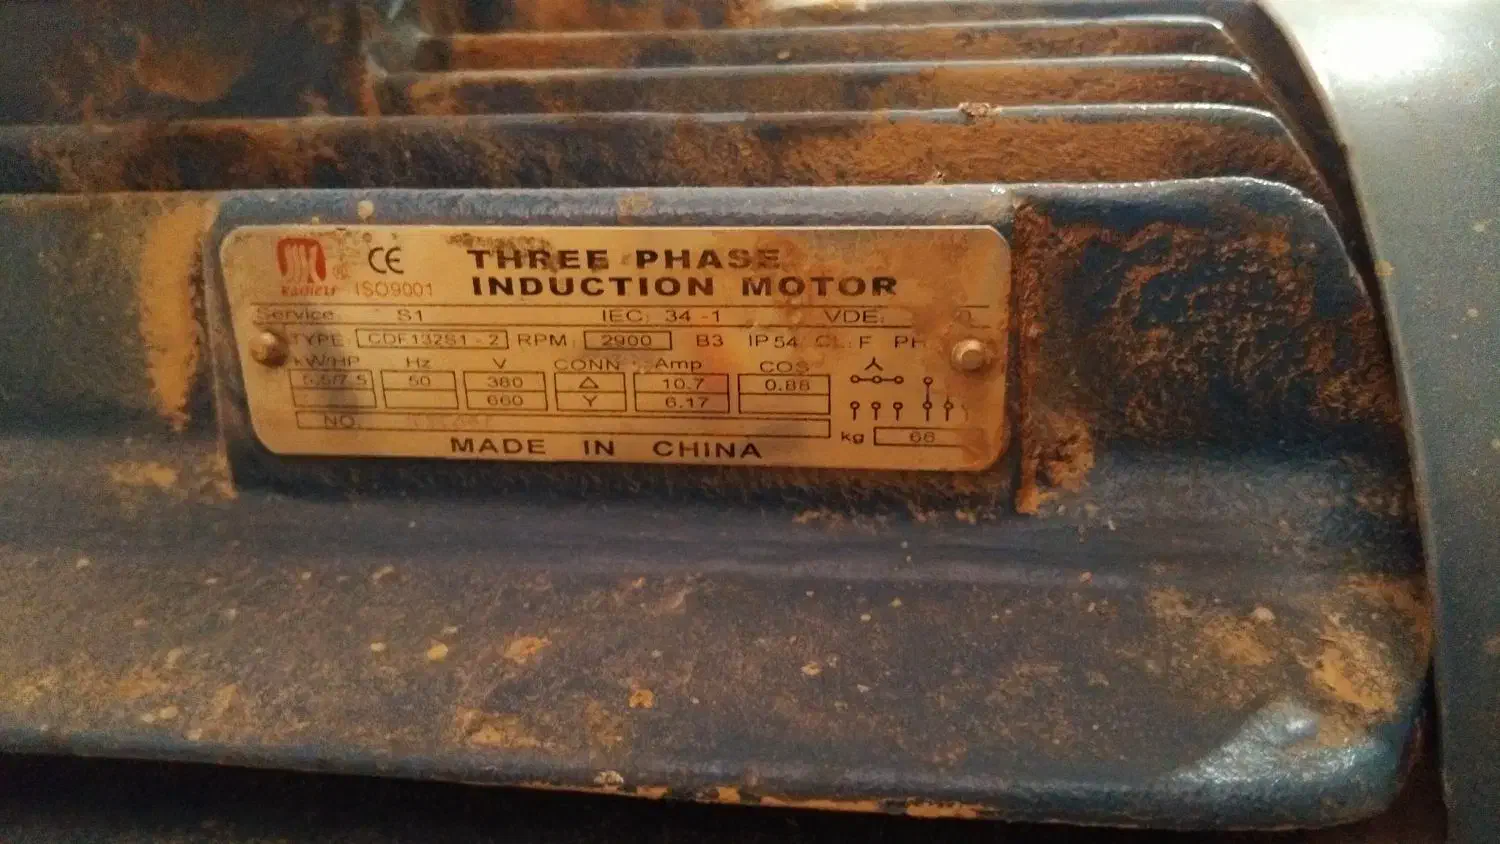 CE THREE PHASE
ISO9001 INDUCTION MOTOR
Service: S1 IEC: 34-1 VDE:
TYPE CDF132S1-2 RPM 2900 B3 IP54 CL: F PH
kW/HP Hz V CONN Amp COS
5.5/7.5 50 380 △ 10.7 0.88
660 Y 6.17
NO
kg 66
MADE IN CHINA